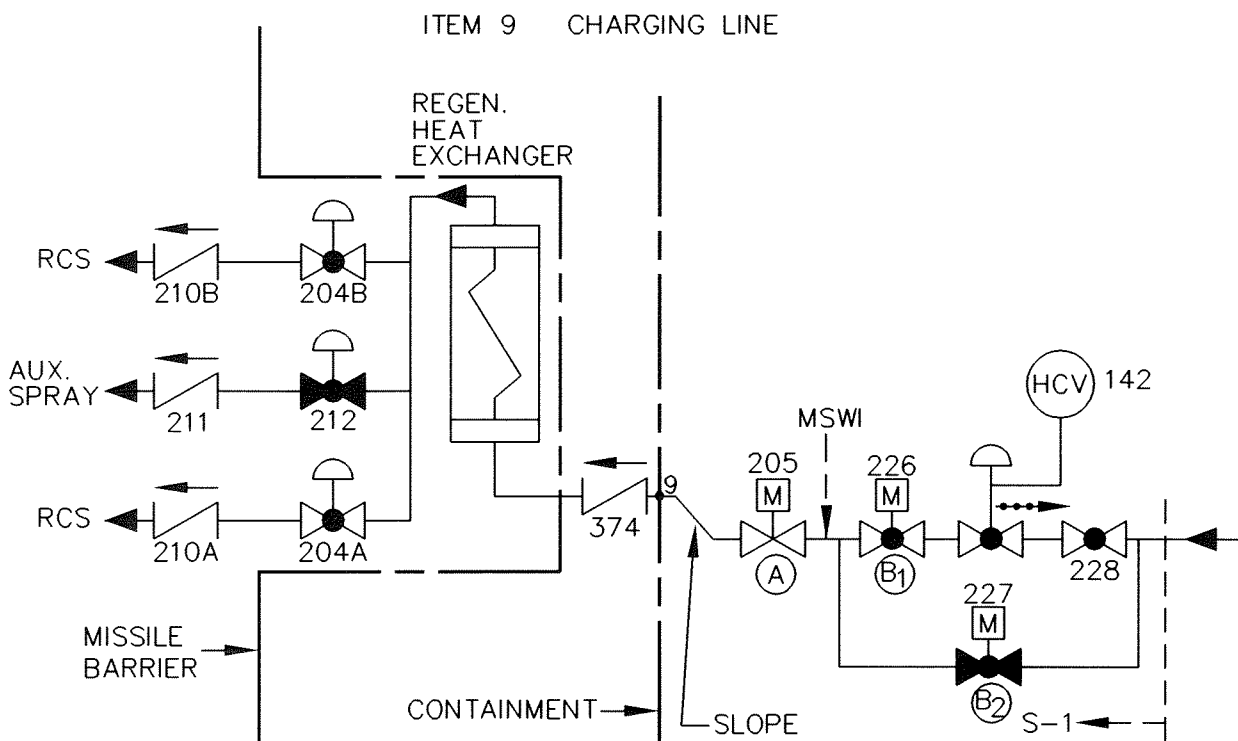 ITEM 9 CHARGING LINE
REGEN.
HEAT
EXCHANGER
RCS
210B
204B
AUX.
SPRAY
211
212
RCS
210A
204A
374
9
MSWI
205
M
A
226
M
B1
HCV
142
228
227
M
B2
MISSILE
BARRIER
CONTAINMENT
SLOPE
S-1